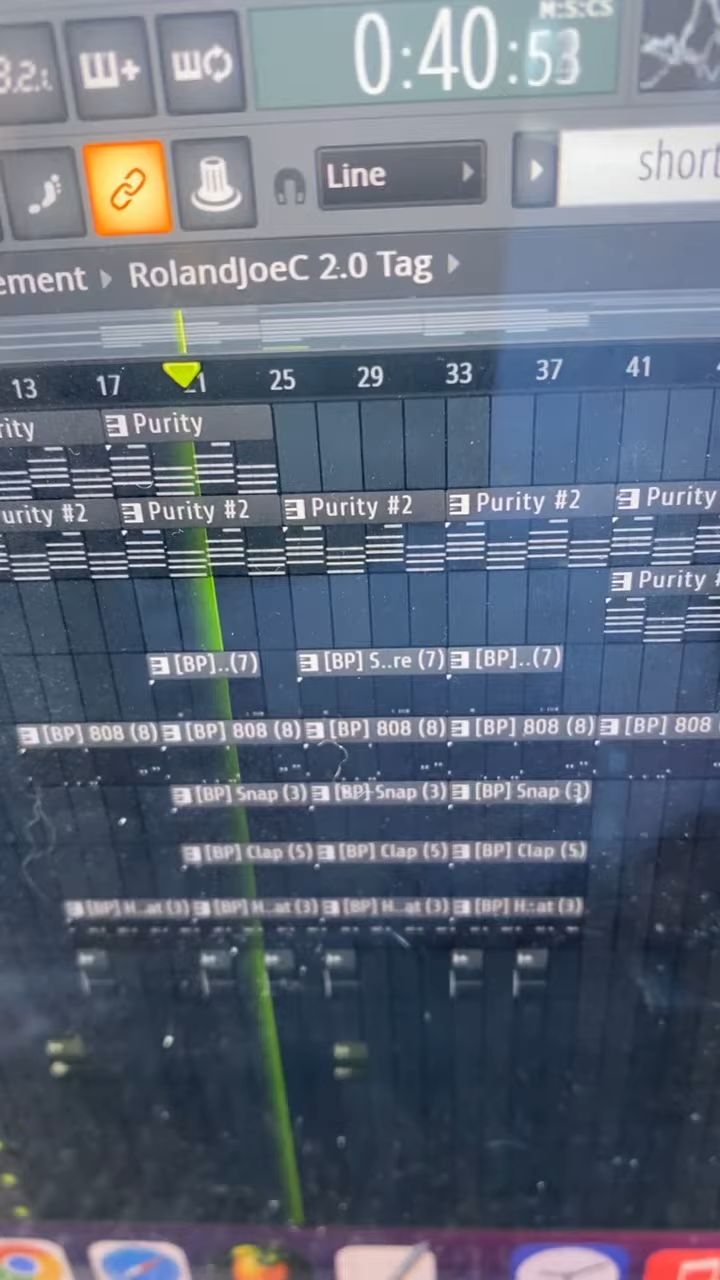 M:S:CS
3.2:
0:40:53
Line
short
ement RolandJoeC 2.0 Tag
13 17 21 25 29 33 37 41
rity Purity
urity #2 Purity #2 Purity #2 Purity #2 Purity
Purity #
[BP]..(7) [BP] S..re (7) [BP]..(7)
[BP] 808 (8) [BP] 808 (8) [BP] 808 (8) [BP] 808 (8) [BP] 808
[BP] Snap (3) [BP] Snap (3) [BP] Snap (3)
[BP] Clap (5) [BP] Clap (5) [BP] Clap (5)
[BP] H..at (3) [BP] H..at (3) [BP] H..at (3) [BP] H..at (3)